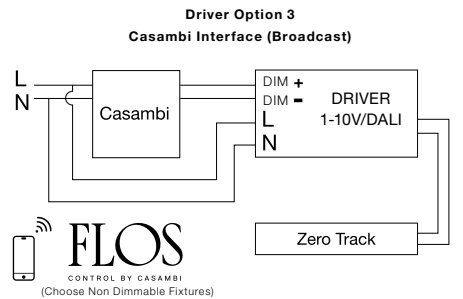 Driver Option 3
Casambi Interface (Broadcast)
L
N
Casambi
DIM +
DIM -
L
N
DRIVER
1-10V/DALI
Zero Track
FLOS
CONTROL BY CASAMBI
(Choose Non Dimmable Fixtures)